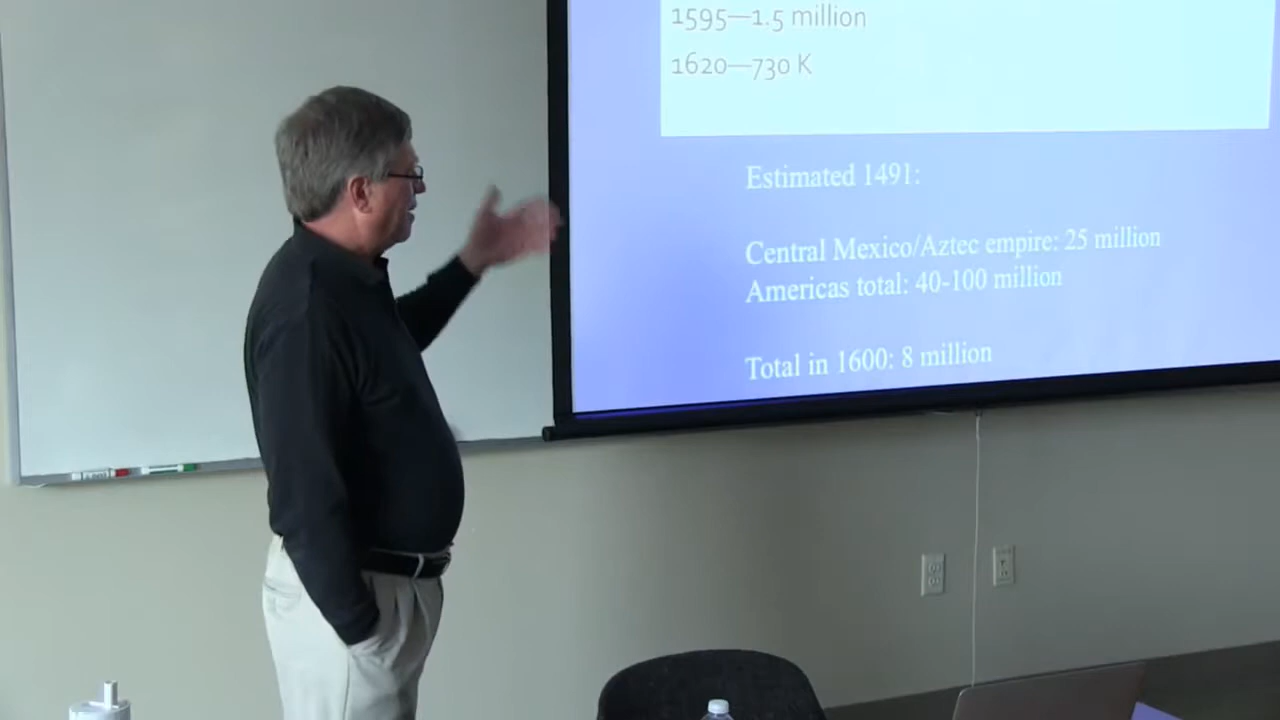 1595—1.5 million
1620—730 K
Estimated 1491:
Central Mexico/Aztec empire: 25 million
Americas total: 40-100 million
Total in 1600: 8 million